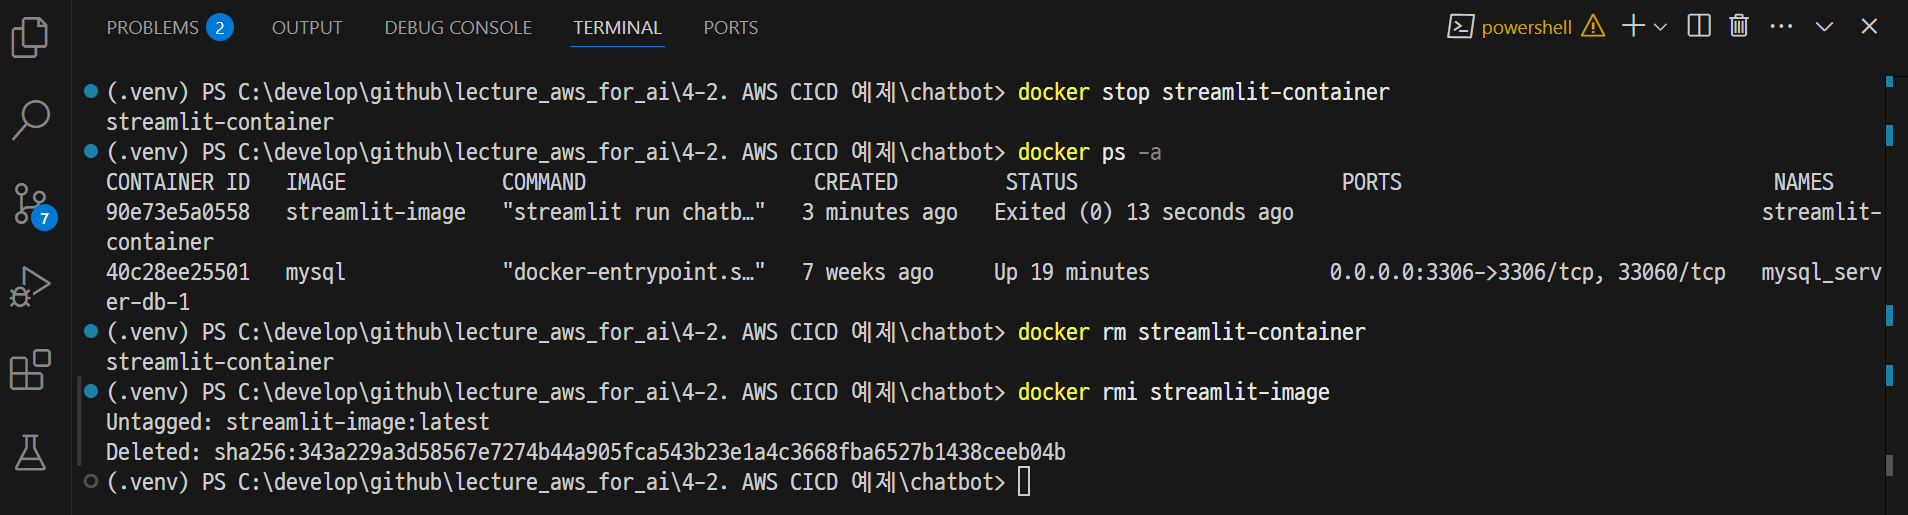 PROBLEMS 2 OUTPUT DEBUG CONSOLE TERMINAL PORTS powershell
(.venv) PS C:\develop\github\lecture_aws_for_ai\4-2. AWS CICD 예제\chatbot> docker stop streamlit-container
streamlit-container
(.venv) PS C:\develop\github\lecture_aws_for_ai\4-2. AWS CICD 예제\chatbot> docker ps -a
CONTAINER ID   IMAGE             COMMAND                   CREATED         STATUS                      PORTS                               NAMES
90e73e5a0558   streamlit-image   "streamlit run chatb…"   3 minutes ago   Exited (0) 13 seconds ago                                       streamlit-
container
40c28ee25501   mysql             "docker-entrypoint.s…"   7 weeks ago     Up 19 minutes               0.0.0.0:3306->3306/tcp, 33060/tcp   mysql_serv
er-db-1
(.venv) PS C:\develop\github\lecture_aws_for_ai\4-2. AWS CICD 예제\chatbot> docker rm streamlit-container
streamlit-container
(.venv) PS C:\develop\github\lecture_aws_for_ai\4-2. AWS CICD 예제\chatbot> docker rmi streamlit-image
Untagged: streamlit-image:latest
Deleted: sha256:343a229a3d58567e7274b44a905fca543b23e1a4c3668fba6527b1438ceeb04b
(.venv) PS C:\develop\github\lecture_aws_for_ai\4-2. AWS CICD 예제\chatbot>
7